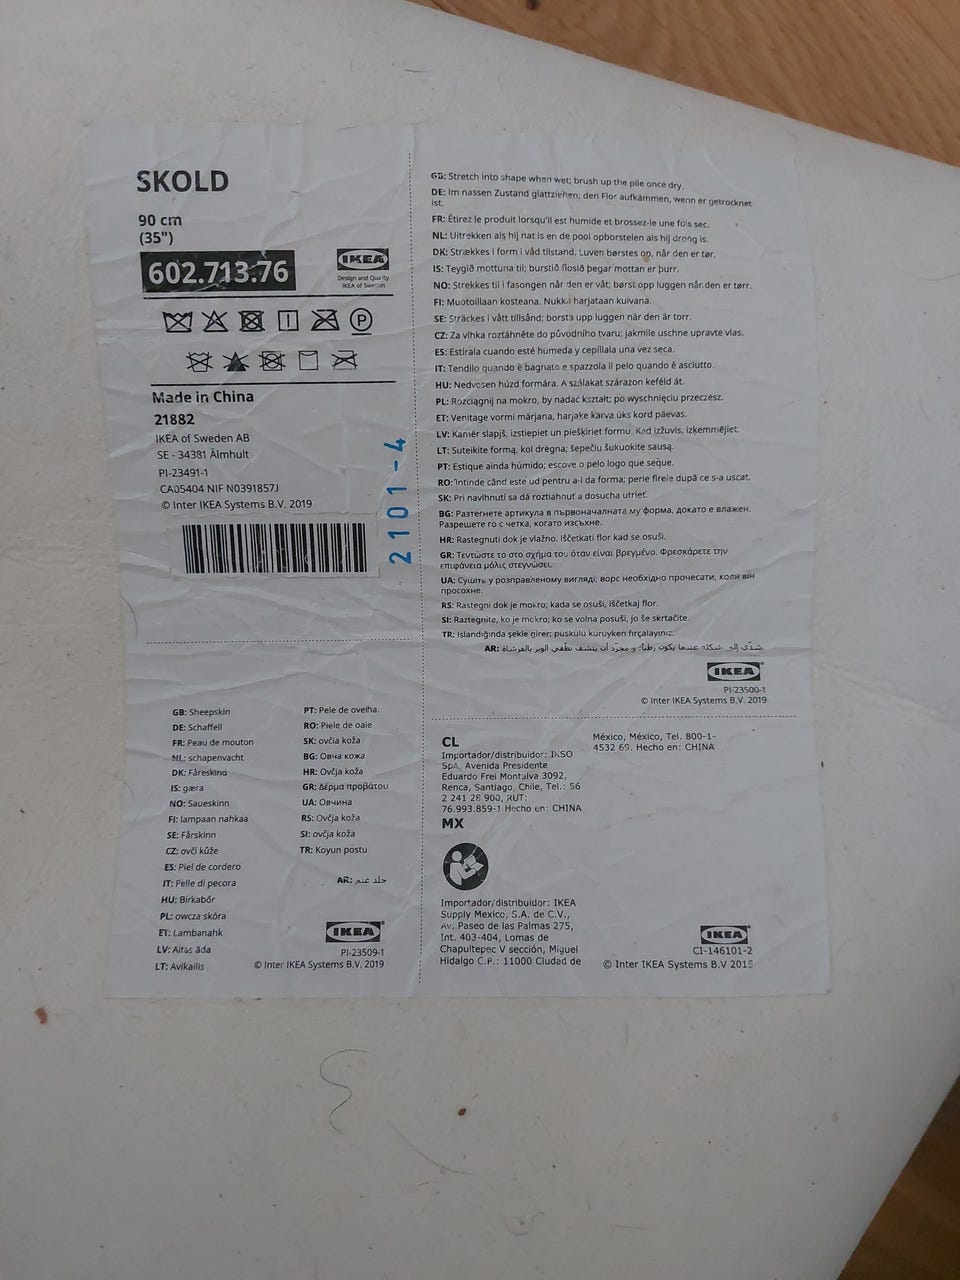 SKOLD
90 cm
(35")
602.713.76
IKEA
Design and Quality
IKEA of Sweden
P
Made in China
21882
IKEA of Sweden AB
SE - 34381 Älmhult
PI-23491-1
CA05404 NIF N0391857J
© Inter IKEA Systems B.V. 2019
2101-4
GB: Stretch into shape when wet; brush up the pile once dry.
DE: Im nassen Zustand glattziehen; den Flor aufkämmen, wenn er getrocknet
ist.
FR: Étirez le produit lorsqu'il est humide et brossez-le une fois sec.
NL: Uitrekken als hij nat is en de pool opborstelen als hij droog is.
DK: Strækkes i form i våd tilstand. Luven børstes op, når den er tør.
IS: Teygið mottuna til; burstið flosið þegar mottan er þurr.
NO: Strekkes til i fasongen når den er våt; børst opp luggen når den er tørr.
FI: Muotoillaan kosteana. Nukka harjataan kuivana.
SE: Sträckes i vått tillstånd; borsta upp luggen när den är torr.
CZ: Za vlhka roztáhněte do původního tvaru; jakmile uschne upravte vlas.
ES: Estírala cuando esté húmeda y cepíllala una vez seca.
IT: Tendilo quando è bagnato e spazzola il pelo quando è asciutto.
HU: Nedvesen húzd formára. A szálakat szárazon keféld át.
PL: Rozciągnij na mokro, by nadać kształt; po wyschnięciu przeczesz.
ET: Venitage vormi märjana, harjake karva üks kord päevas.
LV: Kamēr slapjš, izstiepiet un piešķiriet formu. Kad izžuvis, izķemmējiet.
LT: Suteikite formą, kol drėgna; šepečiu šukuokite sausą.
PT: Estique ainda húmido; escove o pelo logo que seque.
RO: Întinde când este ud pentru a-i da forma; perie firele după ce s-a uscat.
SK: Pri navlhnutí sa dá roztiahnuť a dosucha utrieť.
BG: Разтегнете артикула в първоначалната му форма, докато е влажен.
Разрешете го с четка, когато изсъхне.
HR: Rastegnuti dok je vlažno. Iščetkati flor kad se osuši.
GR: Τεντώστε το στο σχήμα του όταν είναι βρεγμένο. Φρεσκάρετε την
επιφάνεια μόλις στεγνώσει.
UA: Сушіть у розправленому вигляді; ворс необхідно прочесати, коли він
просохне.
RS: Rastegni dok je mokro; kada se osuši, iščetkaj flor.
SI: Raztegnite, ko je mokro; ko se volna posuši, jo še skrtačite.
TR: Islandığında şekle girer; püskülü kuruyken fırçalayınız.
AR: شدّي إلى شكله عندما يكون رطباً؛ و مجرّد أن ينشف نظفي الوبر بالفرشاة.
IKEA
PI-23500-1
© Inter IKEA Systems B.V. 2019
GB: Sheepskin
DE: Schaffell
FR: Peau de mouton
NL: schapenvacht
DK: Fåreskind
IS: gæra
NO: Saueskinn
FI: lampaan nahkaa
SE: Fårskinn
CZ: ovčí kůže
ES: Piel de cordero
IT: Pelle di pecora
HU: Birkabőr
PL: owcza skóra
ET: Lambanahk
LV: Aitas āda
LT: Avikailis
PT: Pele de ovelha.
RO: Piele de oaie
SK: ovčia koža
BG: Овча кожа
HR: Ovčja koža
GR: Δέρμα προβάτου
UA: Овчина
RS: Ovčja koža
SI: ovčja koža
TR: Koyun postu
AR: جلد غنم
IKEA
PI-23509-1
© Inter IKEA Systems B.V. 2019
CL
Importador/distribuidor: IKSO
SpA, Avenida Presidente
Eduardo Frei Montalva 3092,
Renca, Santiago, Chile, Tel.: 56
2 241 28 900, RUT:
76.993.859-1 Hecho en: CHINA
MX
Importador/distribuidor: IKEA
Supply Mexico, S.A. de C.V.,
Av. Paseo de las Palmas 275,
Int. 403-404, Lomas de
Chapultepec V sección, Miguel
Hidalgo C.P.: 11000 Ciudad de
México, México, Tel. 800-1-
4532 69. Hecho en: CHINA
IKEA
CI-146101-2
© Inter IKEA Systems B.V 2015